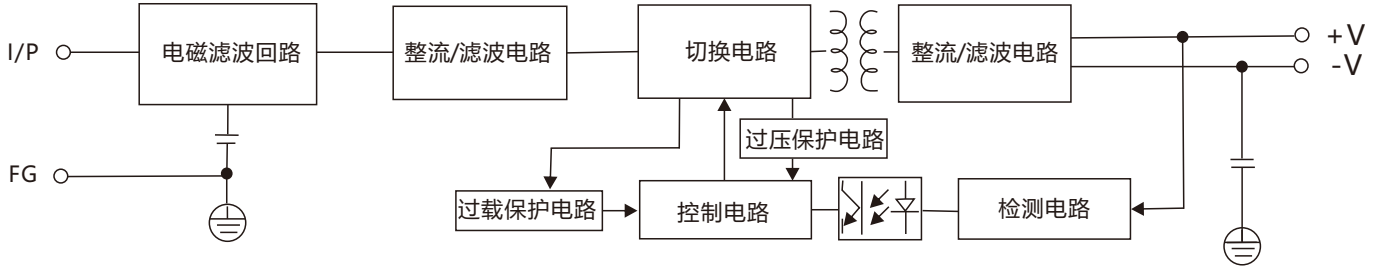 I/P
电磁滤波回路
整流/滤波电路
切换电路
整流/滤波电路
+V
-V
过压保护电路
FG
过载保护电路
控制电路
检测电路